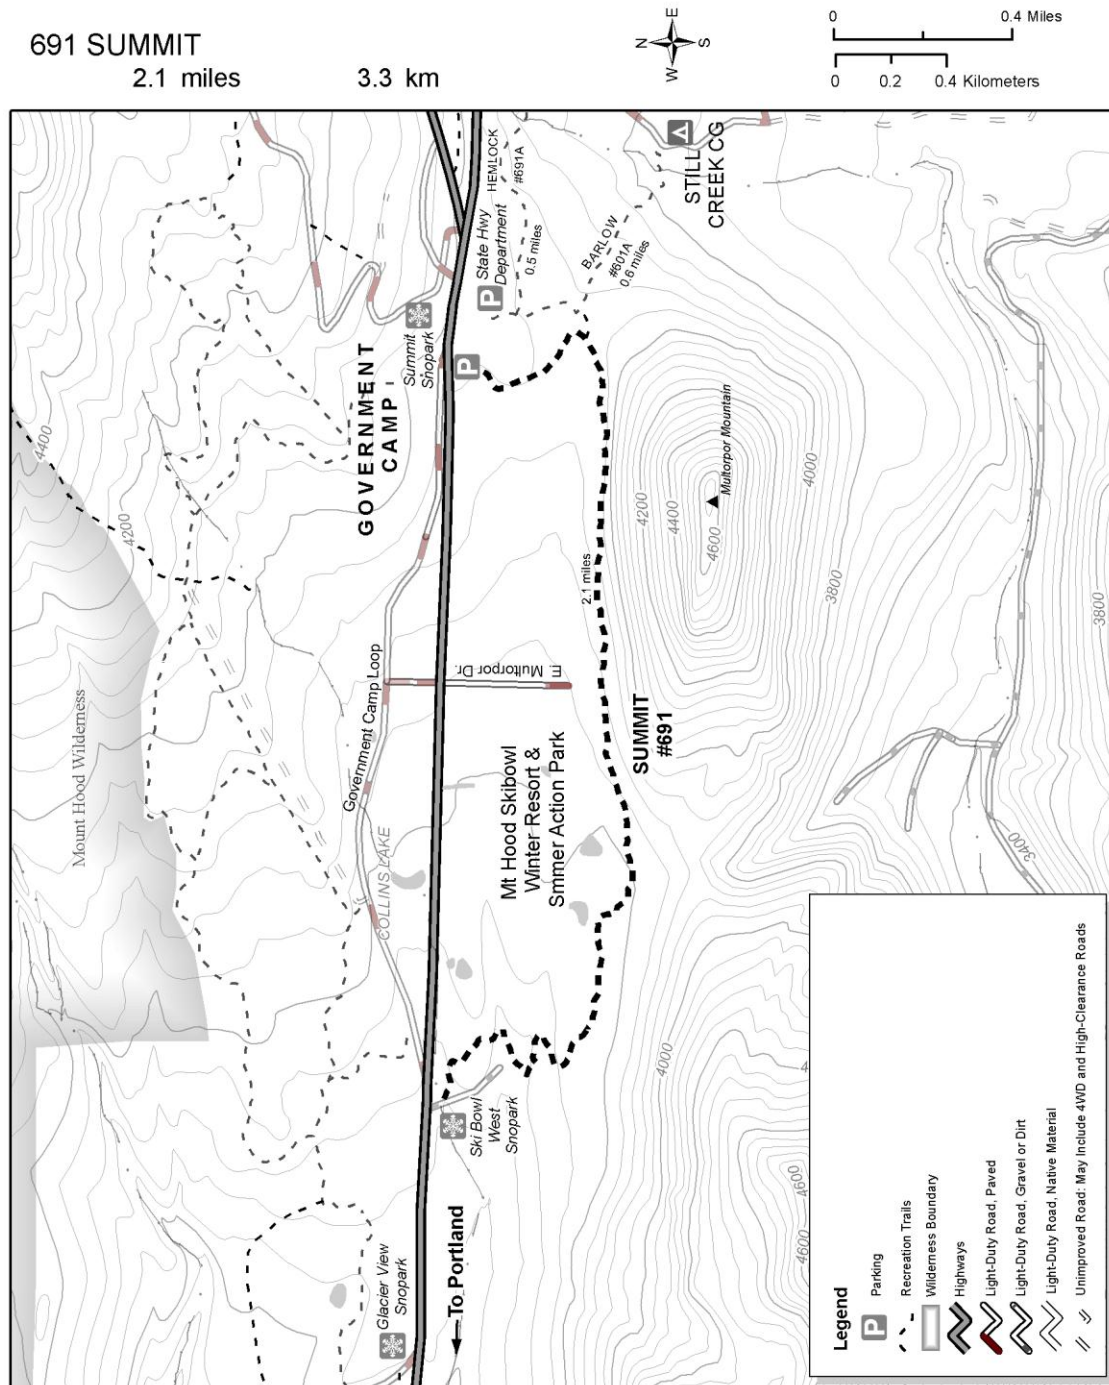 691 SUMMIT
2.1 miles
3.3 km
N
E
S
W
0
0.4 Miles
0
0.2
0.4 Kilometers
4400
4200
Mount Hood Wilderness
GOVERNMENT
CAMP
Summit
Snopark
P
State Hwy
Department
P
HEMLOCK
#691A
0.5 miles
BARLOW
#601A
0.6 miles
STILL
CREEK CG
Government Camp Loop
COLLINS LAKE
E. Multorpor Dr.
Mt Hood Skibowl
Winter Resort &
Smmer Action Park
2.1 miles
SUMMIT
#691
4200
4400
4600
Multorpor Mountain
4000
3800
3800
3400
4000
4600
4600
Ski Bowl
West
Snopark
Glacier View
Snopark
To Portland
Legend
P
Parking
Recreation Trails
Wilderness Boundary
Highways
Light-Duty Road, Paved
Light-Duty Road, Gravel or Dirt
Light-Duty Road, Native Material
Unimproved Road: May Include 4WD and High-Clearance Roads